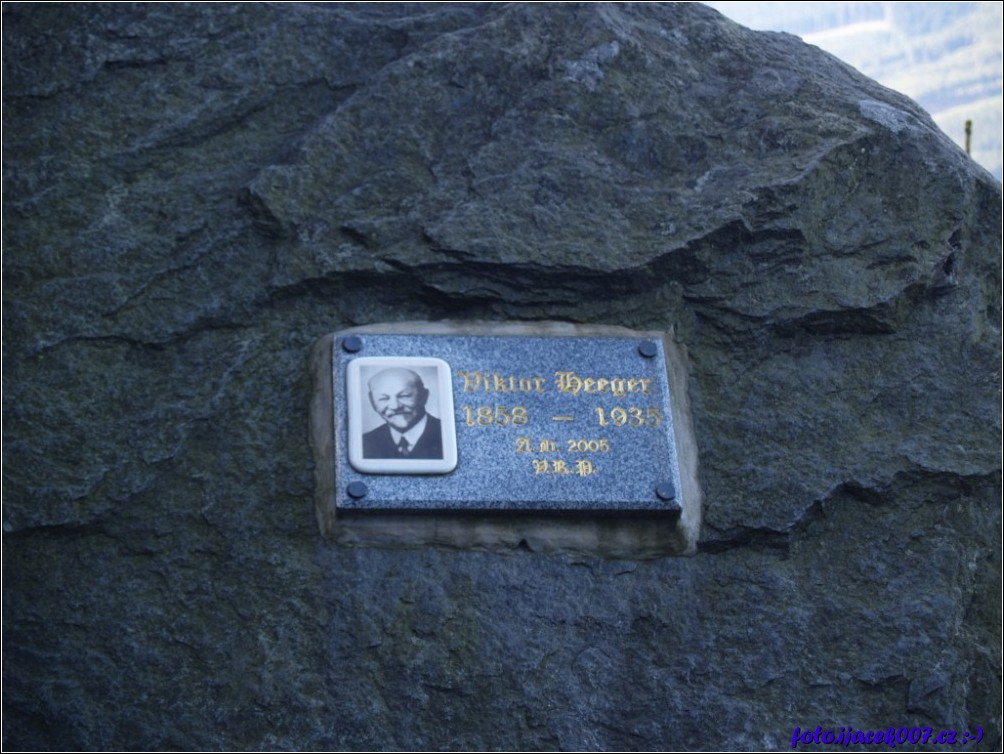 Viktor Heeger
1858 – 1935
A. D. 2005
V.R.P.
foto.ijacek007.cz :-)